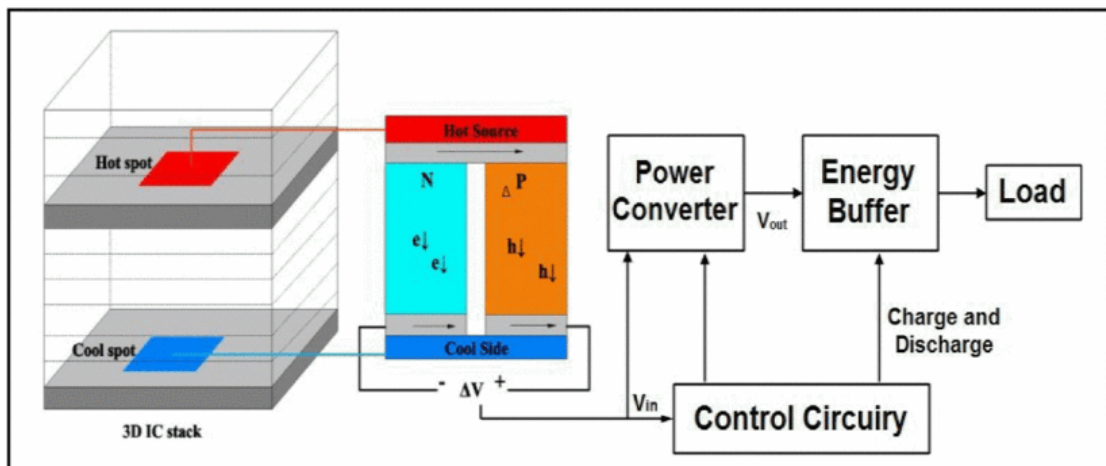 Hot spot
Cool spot
3D IC stack
Hot Source
N
Δ P
e↓
e↓
h↓
h↓
Cool Side
- ΔV +
Power
Converter
Vout
Energy
Buffer
Load
Charge and
Discharge
Vin
Control Circuiry